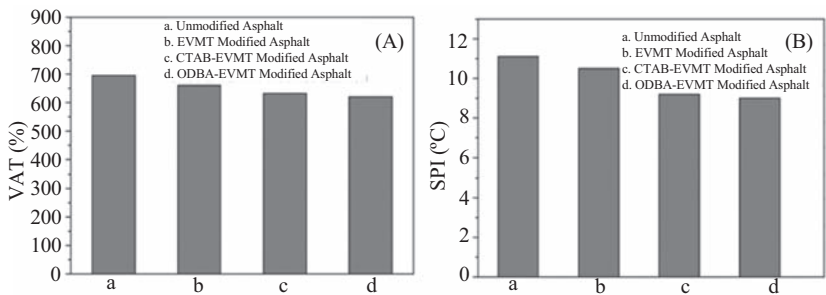 900
800
700
600
500
400
300
200
100
0
VAT (%)
a. Unmodified Asphalt
b. EVMT Modified Asphalt
c. CTAB-EVMT Modified Asphalt
d. ODBA-EVMT Modified Asphalt
(A)
a b c d
12
10
8
6
4
2
0
SPI (ºC)
a. Unmodified Asphalt
b. EVMT Modified Asphalt
c. CTAB-EVMT Modified Asphalt
d. ODBA-EVMT Modified Asphalt
(B)
a b c d